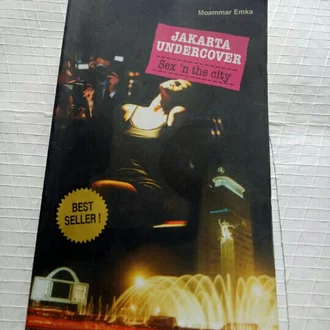 Moammar Emka
JAKARTA
UNDERCOVER
Sex 'n the city
BEST
SELLER !